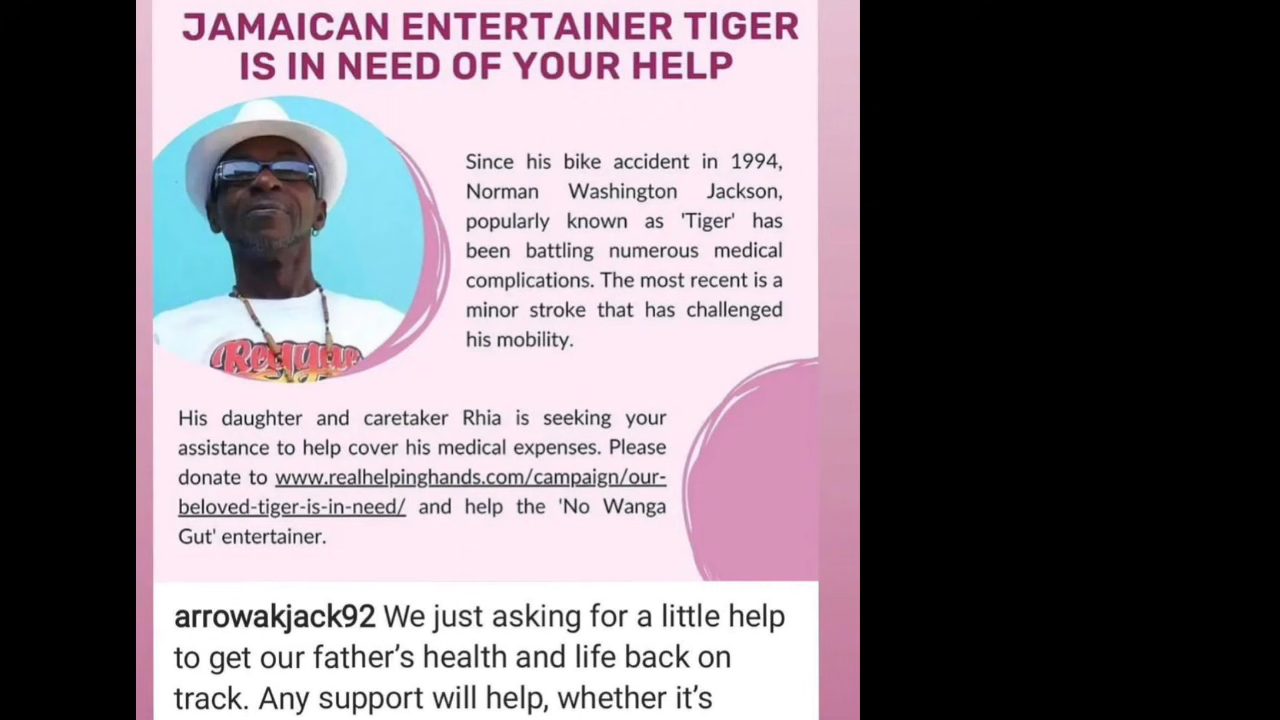 JAMAICAN ENTERTAINER TIGER
IS IN NEED OF YOUR HELP
Since his bike accident in 1994,
Norman Washington Jackson,
popularly known as 'Tiger' has
been battling numerous medical
complications. The most recent is a
minor stroke that has challenged
his mobility.
Reggae
His daughter and caretaker Rhia is seeking your
assistance to help cover his medical expenses. Please
donate to www.realhelpinghands.com/campaign/our-
beloved-tiger-is-in-need/ and help the 'No Wanga
Gut' entertainer.
arrowakjack92 We just asking for a little help
to get our father’s health and life back on
track. Any support will help, whether it’s